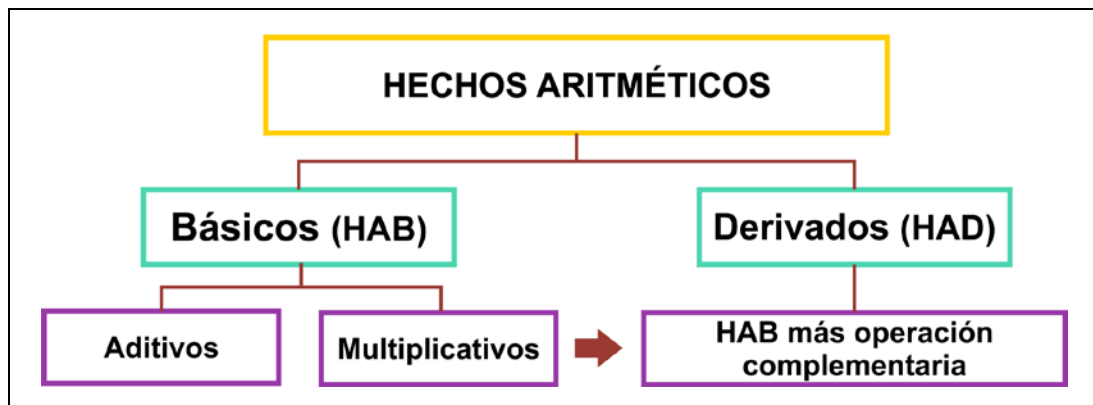 HECHOS ARITMÉTICOS
Básicos (HAB)
Derivados (HAD)
Aditivos
Multiplicativos
HAB más operación
complementaria